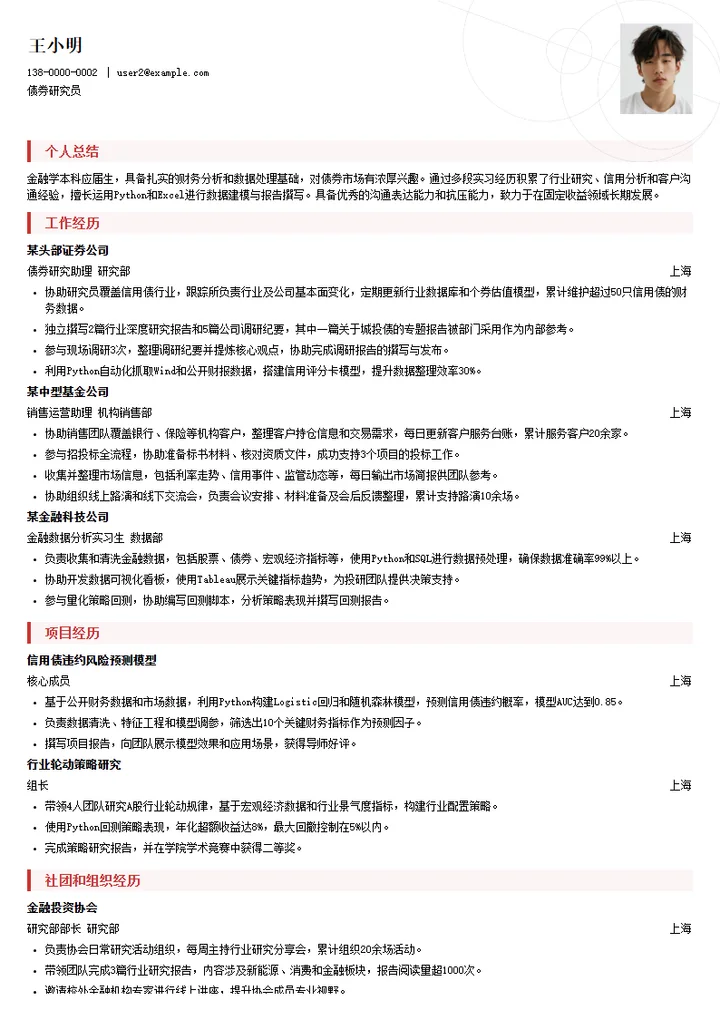 王小明
138-0000-0002 | user2@example.com
债券研究员
个人总结
金融学本科应届生，具备扎实的财务分析和数据处理基础，对债券市场有浓厚兴趣。通过多段实习经历积累了行业研究、信用分析和客户沟
通经验，擅长运用Python和Excel进行数据建模与报告撰写。具备优秀的沟通表达能力和抗压能力，致力于在固定收益领域长期发展。
工作经历
某头部证券公司
债券研究助理 研究部 上海
• 协助研究员覆盖信用债行业，跟踪所负责行业及公司基本面变化，定期更新行业数据库和个券估值模型，累计维护超过50只信用债的财
务数据。
• 独立撰写2篇行业深度研究报告和5篇公司调研纪要，其中一篇关于城投债的专题报告被部门采用作为内部参考。
• 参与现场调研3次，整理调研纪要并提炼核心观点，协助完成调研报告的撰写与发布。
• 利用Python自动化抓取Wind和公开财报数据，搭建信用评分卡模型，提升数据整理效率30%。
某中型基金公司
销售运营助理 机构销售部 上海
• 协助销售团队覆盖银行、保险等机构客户，整理客户持仓信息和交易需求，每日更新客户服务台账，累计服务客户20余家。
• 参与招投标全流程，协助准备标书材料、核对资质文件，成功支持3个项目的投标工作。
• 收集并整理市场信息，包括利率走势、信用事件、监管动态等，每日输出市场简报供团队参考。
• 协助组织线上路演和线下交流会，负责会议安排、材料准备及会后反馈整理，累计支持路演10余场。
某金融科技公司
金融数据分析实习生 数据部 上海
• 负责收集和清洗金融数据，包括股票、债券、宏观经济指标等，使用Python和SQL进行数据预处理，确保数据准确率99%以上。
• 协助开发数据可视化看板，使用Tableau展示关键指标趋势，为投研团队提供决策支持。
• 参与量化策略回测，协助编写回测脚本，分析策略表现并撰写回测报告。
项目经历
信用债违约风险预测模型
核心成员 上海
• 基于公开财务数据和市场数据，利用Python构建Logistic回归和随机森林模型，预测信用债违约概率，模型AUC达到0.85。
• 负责数据清洗、特征工程和模型调参，筛选出10个关键财务指标作为预测因子。
• 撰写项目报告，向团队展示模型效果和应用场景，获得导师好评。
行业轮动策略研究
组长 上海
• 带领4人团队研究A股行业轮动规律，基于宏观经济数据和行业景气度指标，构建行业配置策略。
• 使用Python回测策略表现，年化超额收益达8%，最大回撤控制在5%以内。
• 完成策略研究报告，并在学院学术竞赛中获得二等奖。
社团和组织经历
金融投资协会
研究部部长 研究部 上海
• 负责协会日常研究活动组织，每周主持行业研究分享会，累计组织20余场活动。
• 带领团队完成3篇行业研究报告，内容涉及新能源、消费和金融板块，报告阅读量超1000次。
• 邀请校外金融机构专家进行线上讲座，提升协会成员专业视野。